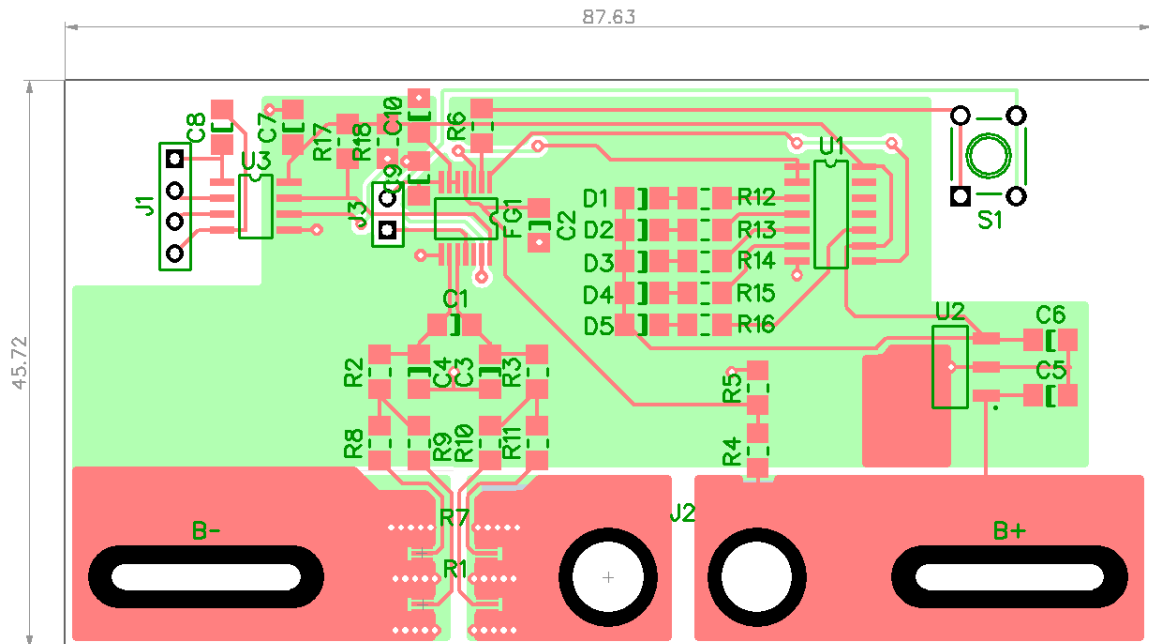 87.63
45.72
C8
C7
R17
R18
C10
R6
U1
U3
J1
C9
J3
FG1
C2
D1
R12
D2
R13
D3
R14
D4
R15
D5
R16
S1
C1
U2
C6
R2
C4
C3
R3
R5
C5
R8
R9
R10
R11
R4
R7
J2
B-
B+
R1